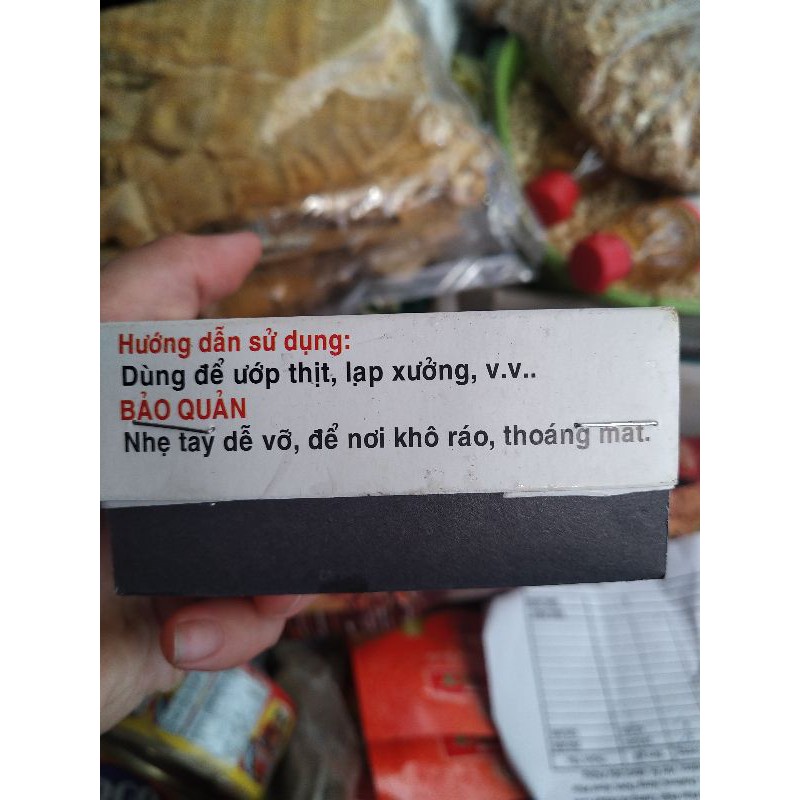 Hướng dẫn sử dụng:
Dùng để ướp thịt, lạp xưởng, v.v..
BẢO QUẢN
Nhẹ tay dễ vỡ, để nơi khô ráo, thoáng mát.